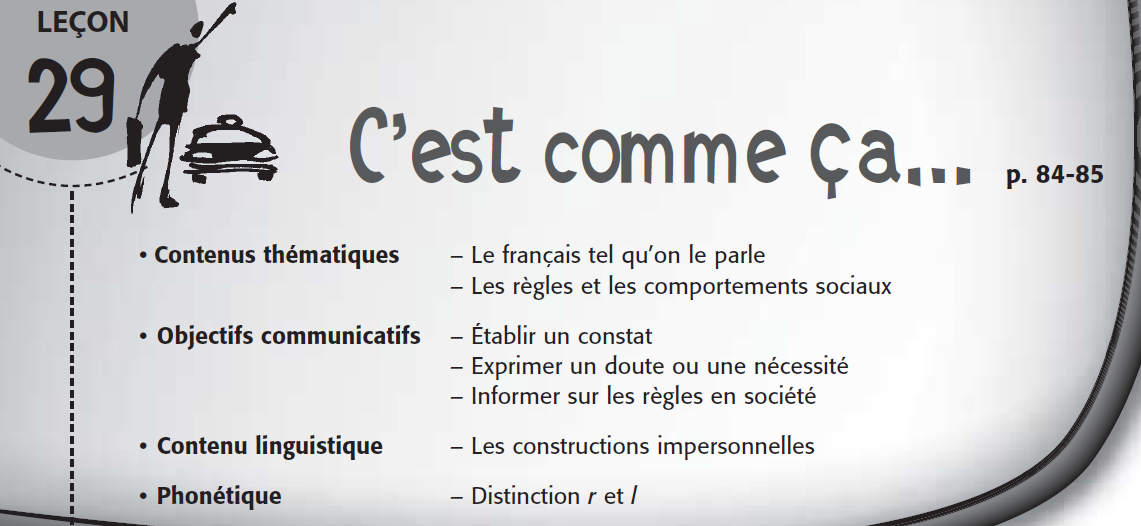 LEÇON
29
C'est comme ça... p. 84-85
• Contenus thématiques – Le français tel qu'on le parle
– Les règles et les comportements sociaux
• Objectifs communicatifs – Établir un constat
– Exprimer un doute ou une nécessité
– Informer sur les règles en société
• Contenu linguistique – Les constructions impersonnelles
• Phonétique – Distinction r et l